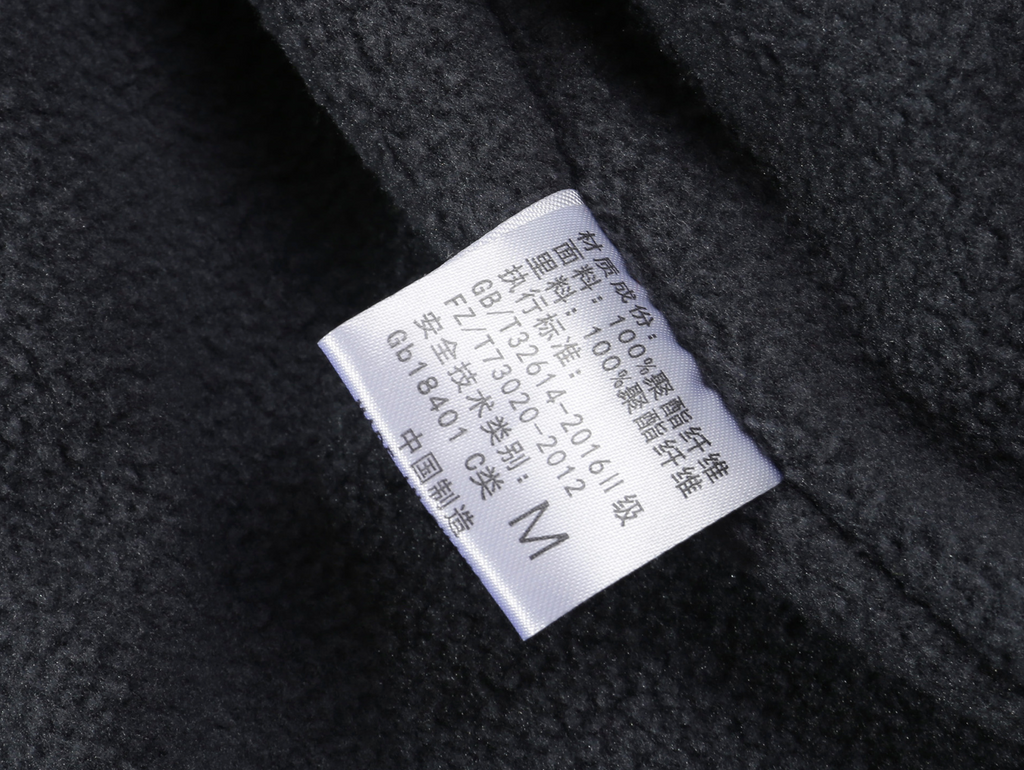 材质成份:
面料: 100%聚酯纤维
里料: 100%聚酯纤维
执行标准:
GB/T32614-2016II级
FZ/T73020-2012
安全技术类别:
Gb18401 C类
M
中国制造